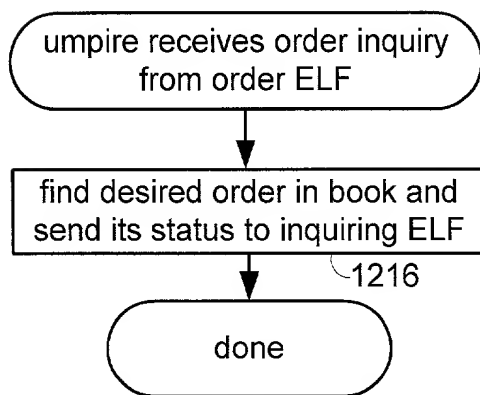 umpire receives order inquiry
from order ELF
find desired order in book and
send its status to inquiring ELF
1216
done